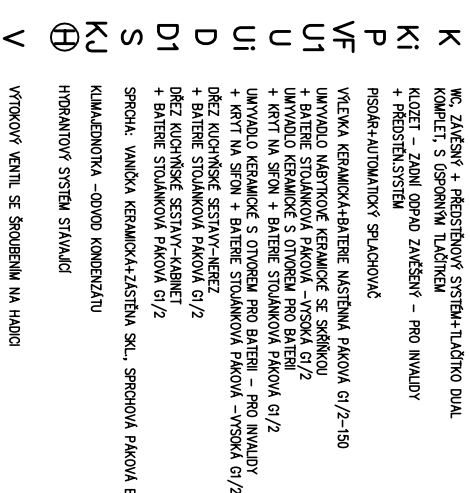 K WC, ZÁVĚSNÝ + PŘEDSTĚNOVÝ SYSTÉM+TLAČÍTKO DUAL
KOMPLET, S ÚSPORNÝM TLAČÍTKEM
Ki KLOZET - ZADNÍ ODPAD ZAVĚŠENÝ - PRO INVALIDY
+ PŘEDSTĚN.SYSTÉM
P PISOÁR+AUTOMATICKÝ SPLACHOVAČ
VF VÝLEVKA KERAMICKÁ+BATERIE NÁSTĚNNÁ PÁKOVÁ G1/2-150
U1 UMYVADLO NÁBYTKOVÉ KERAMICKÉ SE SKŘÍŇKOU
+ BATERIE STOJÁNKOVÁ PÁKOVÁ -VYSOKÁ G1/2
U UMYVADLO KERAMICKÉ S OTVOREM PRO BATERII
+ KRYT NA SIFON + BATERIE STOJÁNKOVÁ PÁKOVÁ G1/2
Ui UMYVADLO KERAMICKÉ S OTVOREM PRO BATERII - PRO INVALIDY
+ KRYT NA SIFON + BATERIE STOJÁNKOVÁ PÁKOVÁ -VYSOKÁ G1/2
D DŘEZ KUCHYŇSKÉ SESTAVY-NEREZ
+ BATERIE STOJÁNKOVÁ PÁKOVÁ G1/2
D1 DŘEZ KUCHYŇSKÉ SESTAVY-KABINET
+ BATERIE STOJÁNKOVÁ PÁKOVÁ G1/2
S SPRCHA: VANIČKA KERAMICKÁ+ZÁSTĚNA SKL., SPRCHOVÁ PÁKOVÁ
KJ KLIMAJEDNOTKA -ODVOD KONDENZÁTU
H HYDRANTOVÝ SYSTÉM STÁVAJÍCÍ
V VÝTOKOVÝ VENTIL SE ŠROUBENÍM NA HADICI